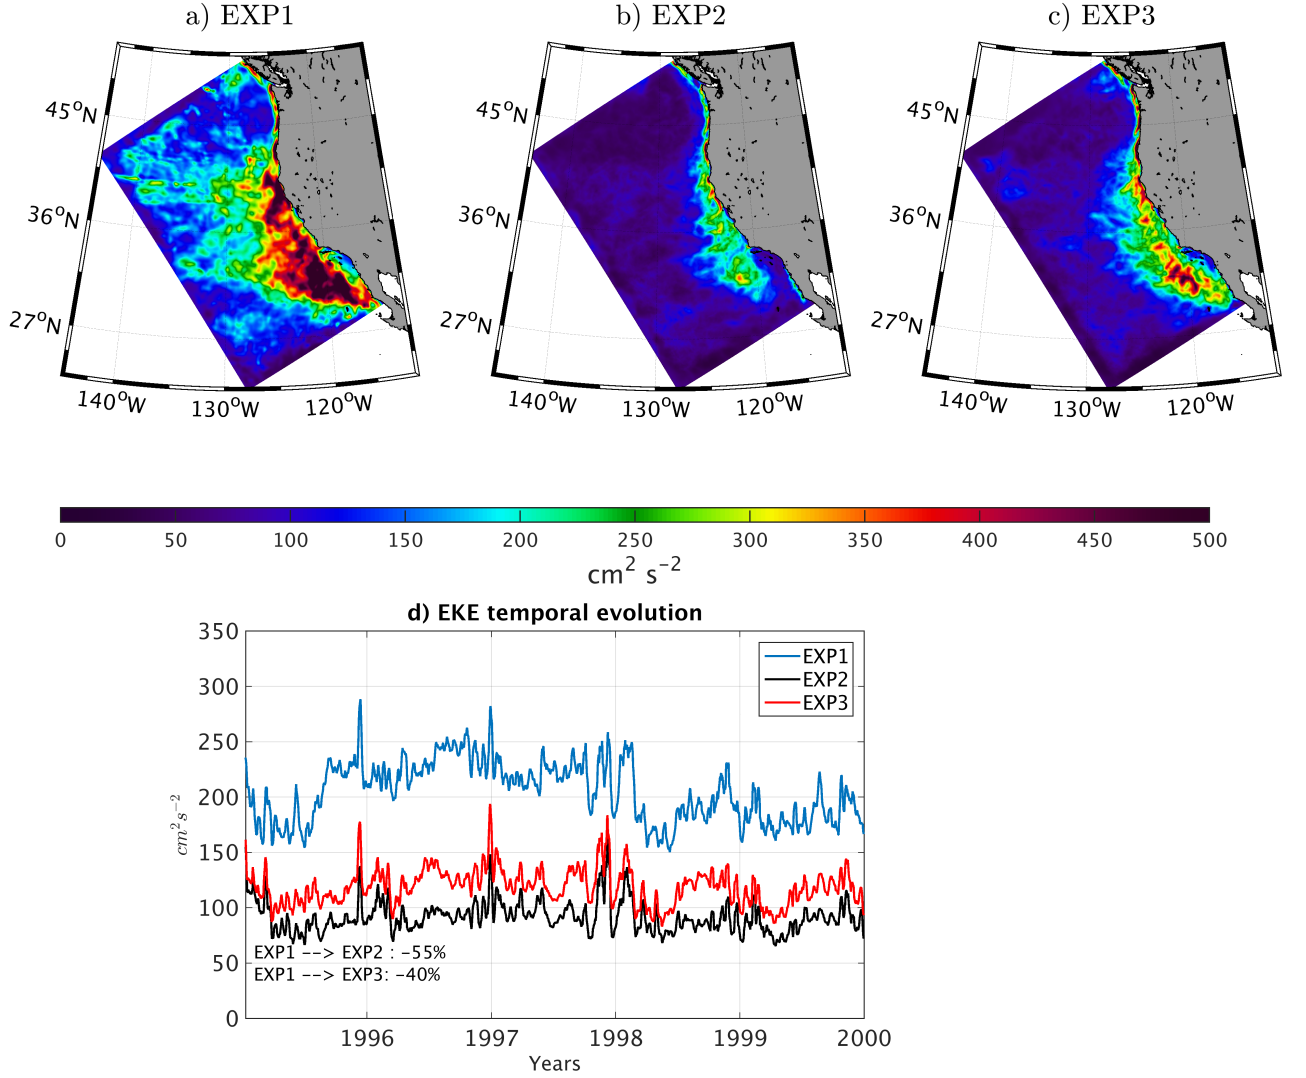 a) EXP1
b) EXP2
c) EXP3
45°N
36°N
27°N
140°W
130°W
120°W
45°N
36°N
27°N
140°W
130°W
120°W
45°N
36°N
27°N
140°W
130°W
120°W
0 50 100 150 200 250 300 350 400 450 500
cm² s⁻²
d) EKE temporal evolution
350
300
250
200
150
100
50
0
cm²s⁻²
EXP1
EXP2
EXP3
EXP1 --> EXP2 : -55%
EXP1 --> EXP3: -40%
1996 1997 1998 1999 2000
Years